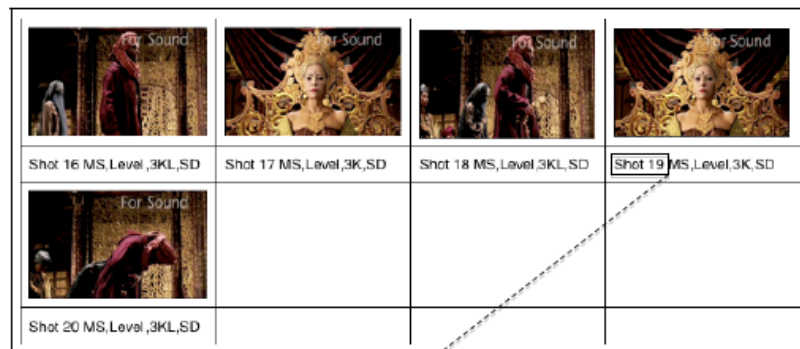 For Sound
For Sound
For Sound
For Sound
Shot 16 MS,Level,3KL,SD
Shot 17 MS,Level,3K,SD
Shot 18 MS,Level,3KL,SD
Shot 19 MS,Level,3K,SD
For Sound
Shot 20 MS,Level,3KL,SD